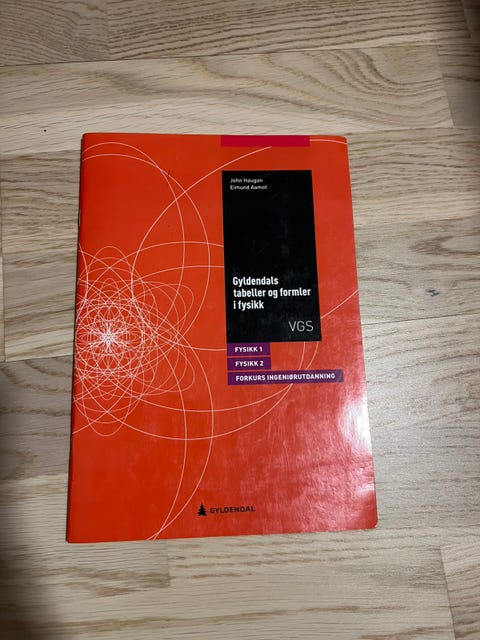 John Haugan
Eimund Aamot
Gyldendals
tabeller og formler
i fysikk
VGS
FYSIKK 1
FYSIKK 2
FORKURS INGENIØRUTDANNING
GYLDENDAL